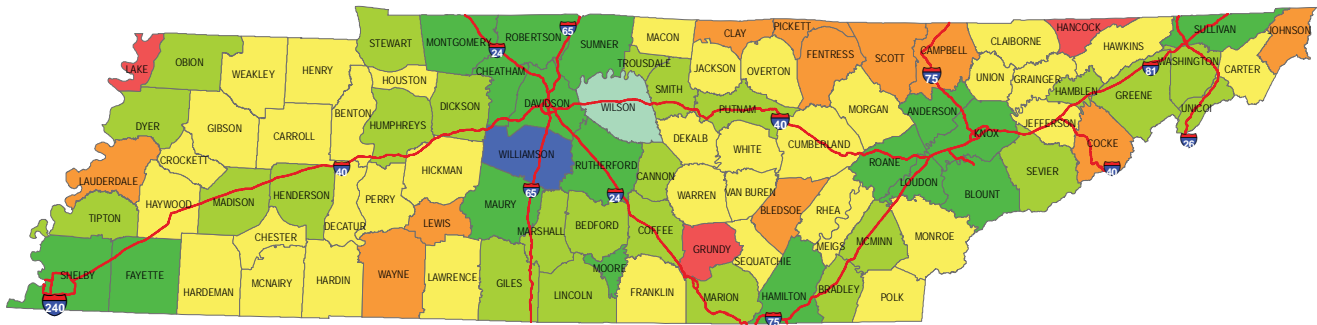 STEWART
MONTGOMERY
ROBERTSON
SUMNER
MACON
CLAY
PICKETT
FENTRESS
SCOTT
CAMPBELL
CLAIBORNE
HANCOCK
HAWKINS
SULLIVAN
JOHNSON
24
65
LAKE
OBION
WEAKLEY
HENRY
HOUSTON
CHEATHAM
TROUSDALE
JACKSON
OVERTON
75
UNION
GRAINGER
81
WASHINGTON
CARTER
DYER
GIBSON
CARROLL
BENTON
HUMPHREYS
DICKSON
DAVIDSON
WILSON
SMITH
PUTNAM
40
MORGAN
ANDERSON
KNOX
JEFFERSON
HAMBLEN
GREENE
UNICOI
26
CROCKETT
40
WILLIAMSON
RUTHERFORD
CANNON
DEKALB
WHITE
CUMBERLAND
ROANE
LOUDON
BLOUNT
SEVIER
COCKE
40
LAUDERDALE
HAYWOOD
MADISON
HENDERSON
DECATUR
PERRY
HICKMAN
LEWIS
MAURY
65
24
WARREN
VAN BUREN
BLEDSOE
RHEA
TIPTON
CHESTER
MARSHALL
BEDFORD
COFFEE
GRUNDY
SEQUATCHIE
MEIGS
MCMINN
MONROE
SHELBY
FAYETTE
HARDEMAN
MCNAIRY
HARDIN
WAYNE
LAWRENCE
GILES
LINCOLN
MOORE
FRANKLIN
MARION
HAMILTON
BRADLEY
POLK
240
75